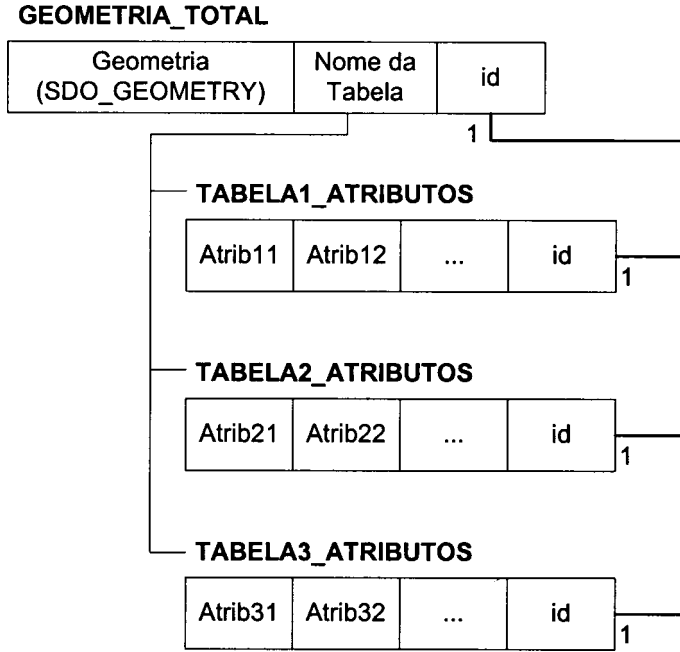 GEOMETRIA_TOTAL
Geometria
(SDO_GEOMETRY)
Nome da
Tabela
id
1
TABELA1_ATRIBUTOS
Atrib11
Atrib12
...
id
1
TABELA2_ATRIBUTOS
Atrib21
Atrib22
...
id
1
TABELA3_ATRIBUTOS
Atrib31
Atrib32
...
id
1